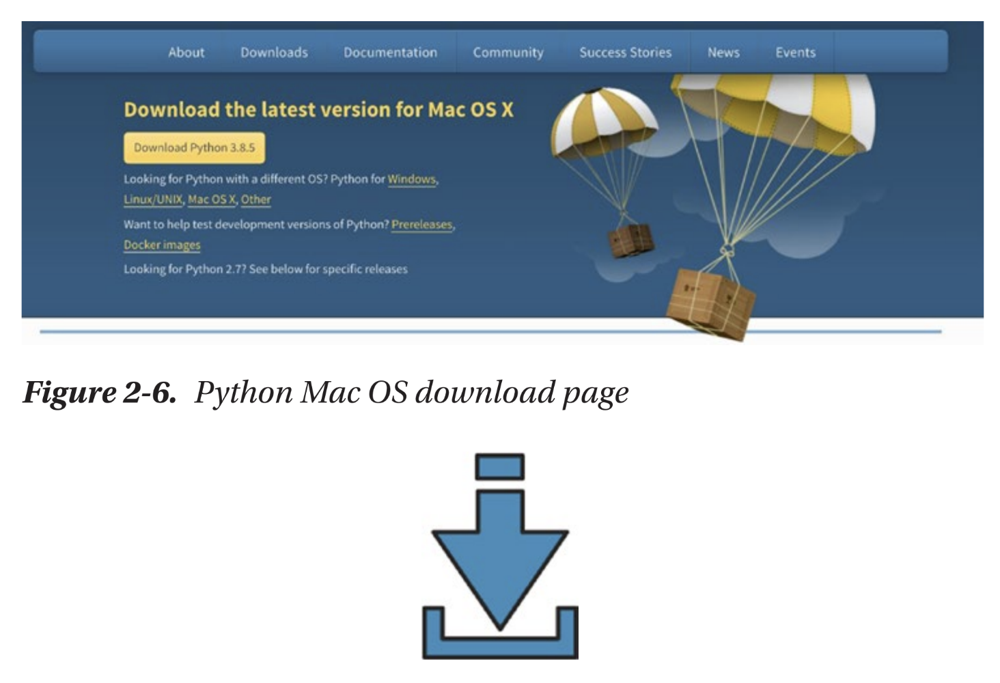 About Downloads Documentation Community Success Stories News Events
Download the latest version for Mac OS X
Download Python 3.8.5
Looking for Python with a different OS? Python for Windows,
Linux/UNIX, Mac OS X, Other
Want to help test development versions of Python? Prereleases,
Docker images
Looking for Python 2.7? See below for specific releases
Figure 2-6. Python Mac OS download page